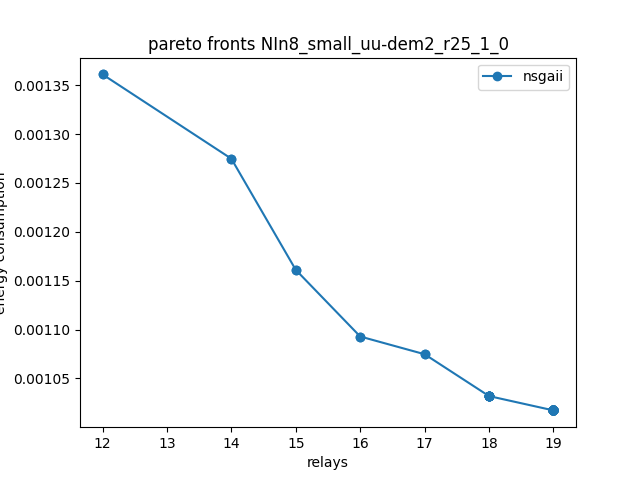 pareto fronts NIn8_small_uu-dem2_r25_1_0
nsgaii
0.00135
0.00130
0.00125
0.00120
0.00115
0.00110
0.00105
energy consumption
12 13 14 15 16 17 18 19
relays